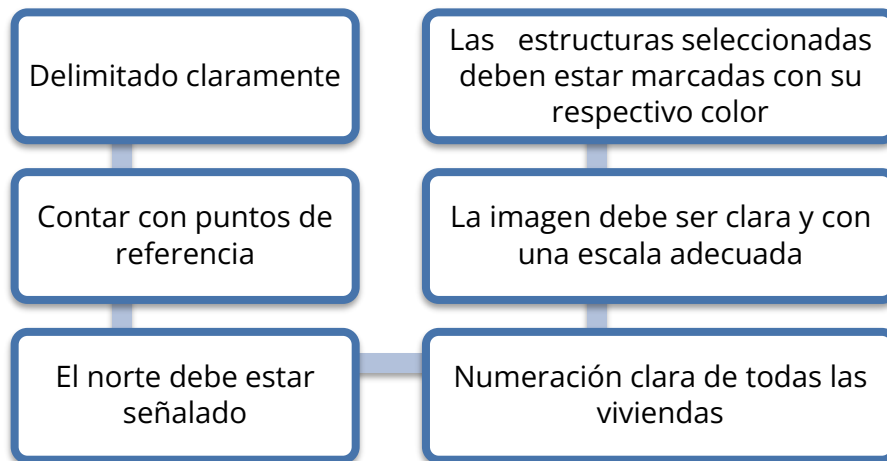 Delimitado claramente
Contar con puntos de
referencia
El norte debe estar
señalado
Numeración clara de todas las
viviendas
La imagen debe ser clara y con
una escala adecuada
Las estructuras seleccionadas
deben estar marcadas con su
respectivo color